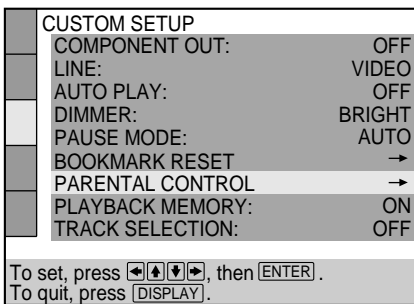 CUSTOM SETUP
COMPONENT OUT: OFF
LINE: VIDEO
AUTO PLAY: OFF
DIMMER: BRIGHT
PAUSE MODE: AUTO
BOOKMARK RESET →
PARENTAL CONTROL →
PLAYBACK MEMORY: ON
TRACK SELECTION: OFF
To set, press ←↑↓→, then ENTER.
To quit, press DISPLAY.